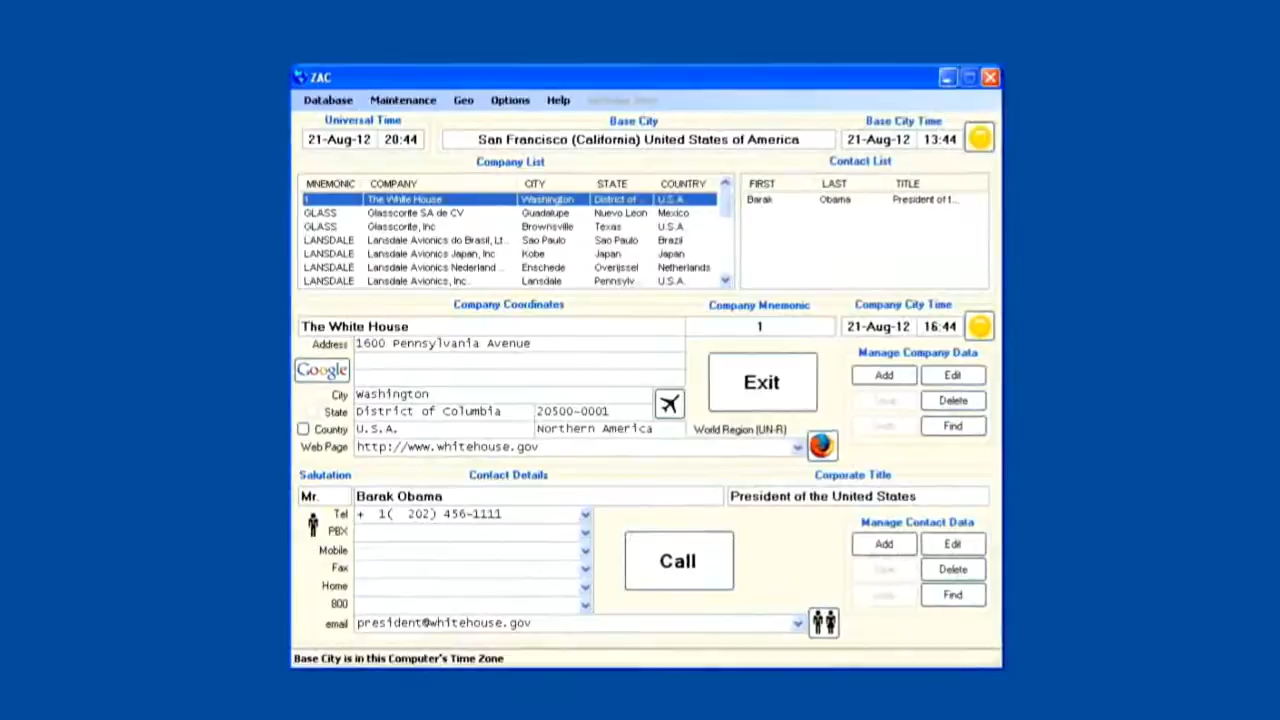 ZAC
Database Maintenance Geo Options Help
Universal Time Base City Base City Time
21-Aug-12 20:44 San Francisco (California) United States of America 21-Aug-12 13:44
Company List Contact List
MNEMONIC COMPANY CITY STATE COUNTRY FIRST LAST TITLE
1 The White House Washington District of ... U.S.A. Barak Obama President of t...
GLASS Glasscorite SA de CV Guadalupe Nuevo Leon Mexico
GLASS Glasscorite, Inc Brownsville Texas U.S.A.
LANSDALE Lansdale Avionics do Brasil, Lt... Sao Paulo Sao Paulo Brazil
LANSDALE Lansdale Avionics Japan, Inc Kobe Japan Japan
LANSDALE Lansdale Avionics Nederland ... Enschede Overijssel Netherlands
LANSDALE Lansdale Avionics, Inc. Lansdale Pennsylv... U.S.A.
Company Coordinates Company Mnemonic Company City Time
The White House 1 21-Aug-12 16:44
Address 1600 Pennsylvania Avenue
Manage Company Data
Google Exit Add Edit
City Washington Delete
State District of Columbia 20500-0001
Country U.S.A. Northern America World Region (UN-R) Find
Web Page http://www.whitehouse.gov
Salutation Contact Details Corporate Title
Mr. Barak Obama President of the United States
Tel + 1( 202) 456-1111
Manage Contact Data
PBX
Mobile Add Edit
Call
Fax Delete
Home
800 Find
email president@whitehouse.gov
Base City is in this Computer's Time Zone